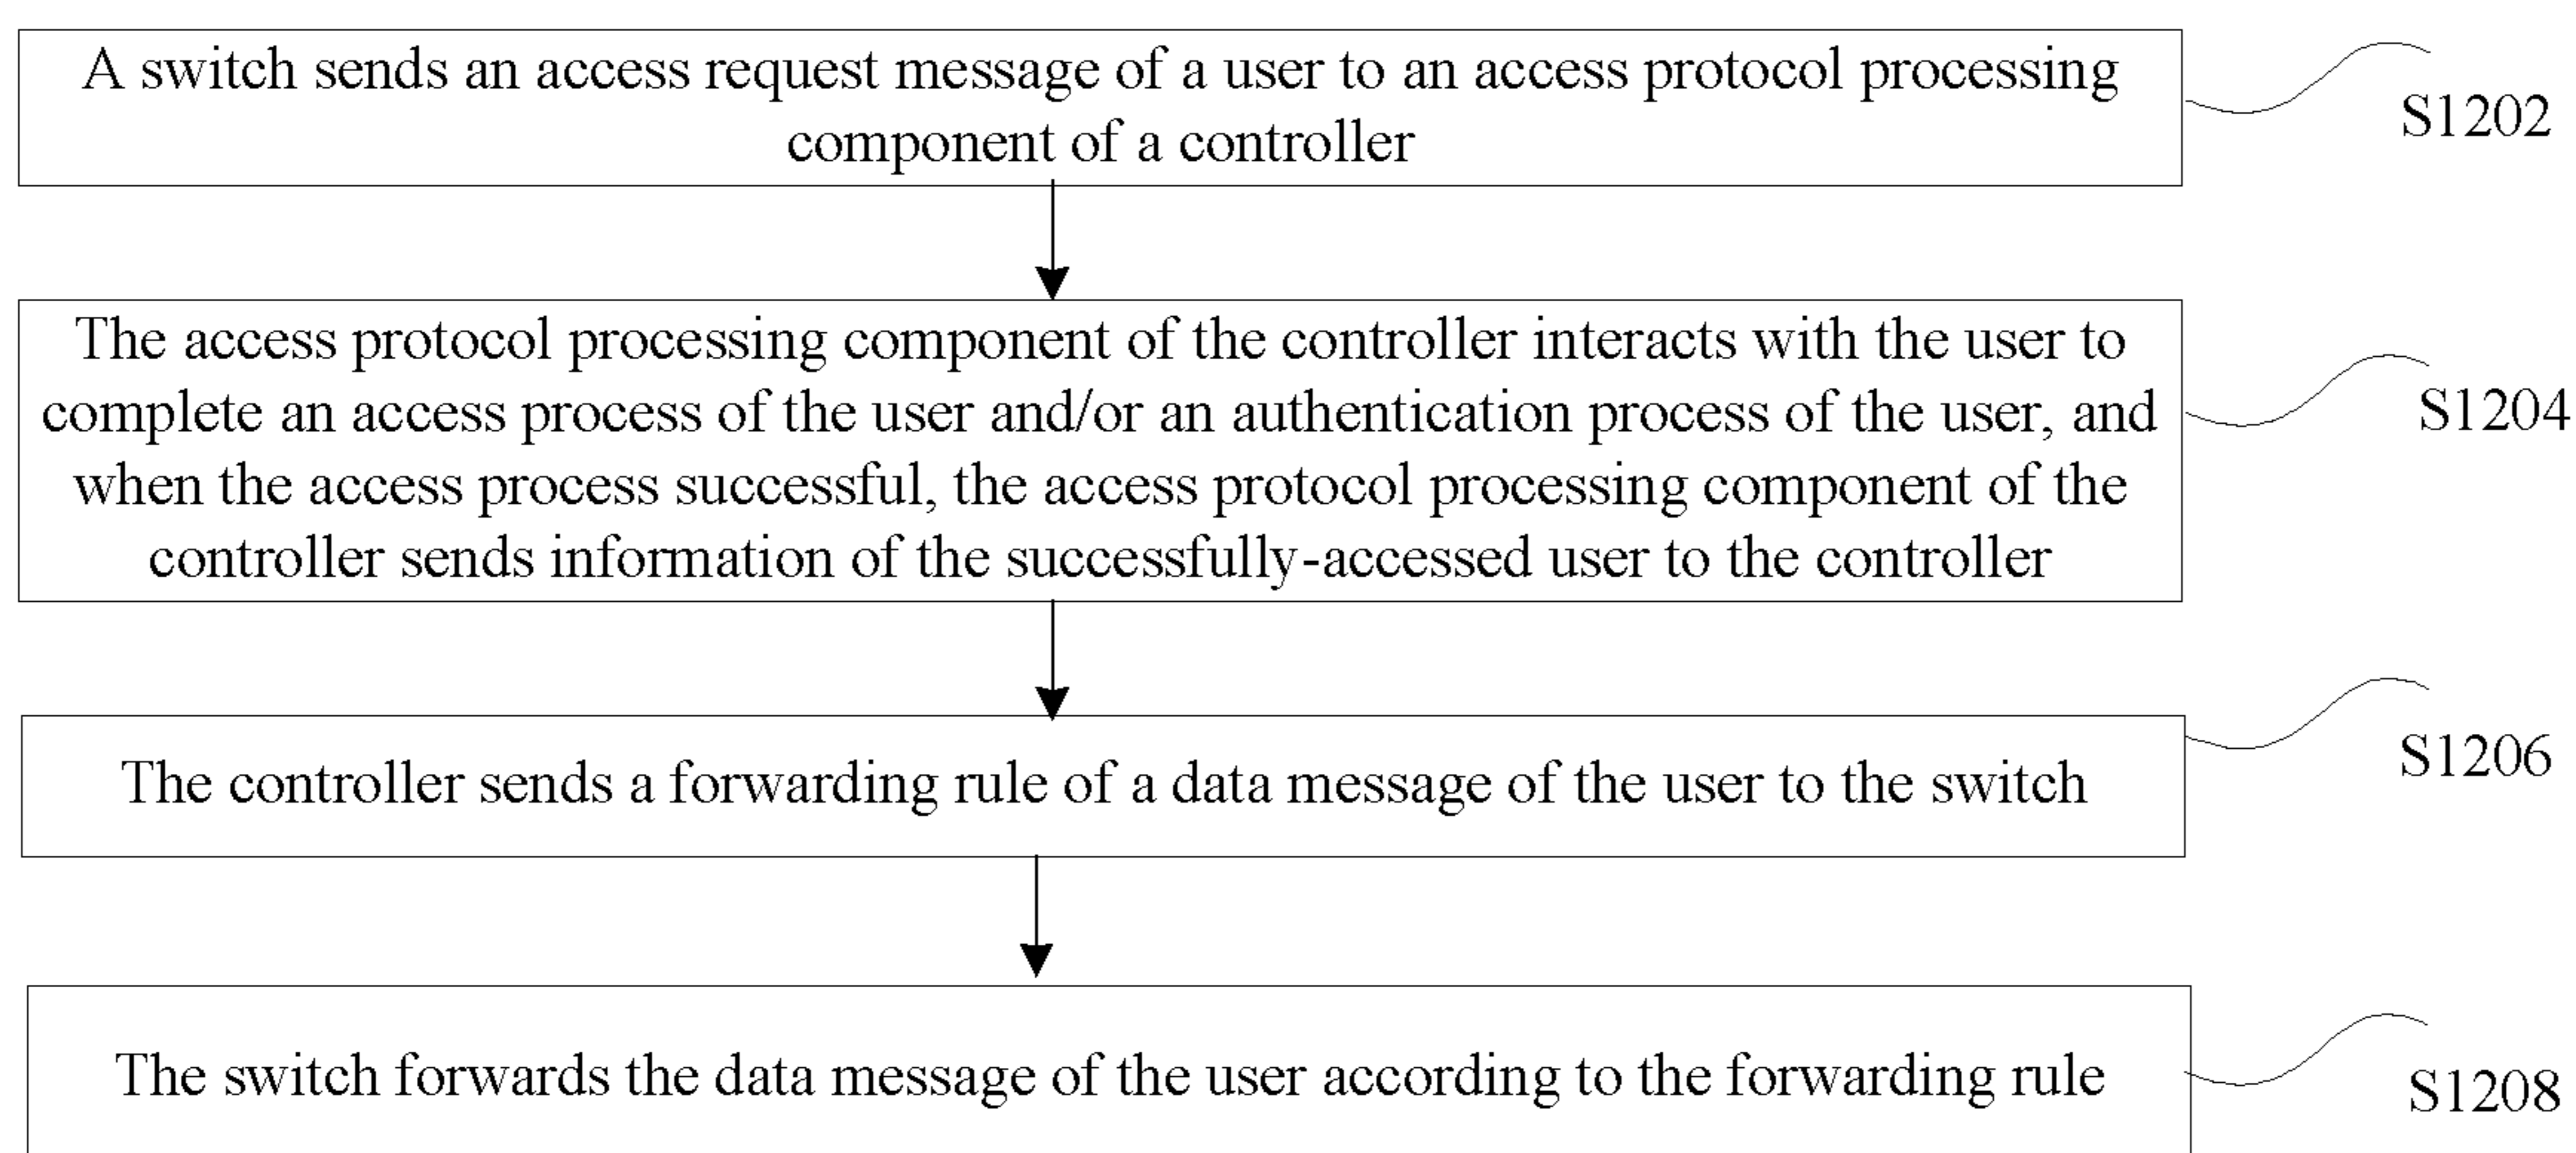 A switch sends an access request message of a user to an access protocol processing
component of a controller
S1202
The access protocol processing component of the controller interacts with the user to
complete an access process of the user and/or an authentication process of the user, and
when the access process successful, the access protocol processing component of the
controller sends information of the successfully-accessed user to the controller
S1204
The controller sends a forwarding rule of a data message of the user to the switch
S1206
The switch forwards the data message of the user according to the forwarding rule
S1208